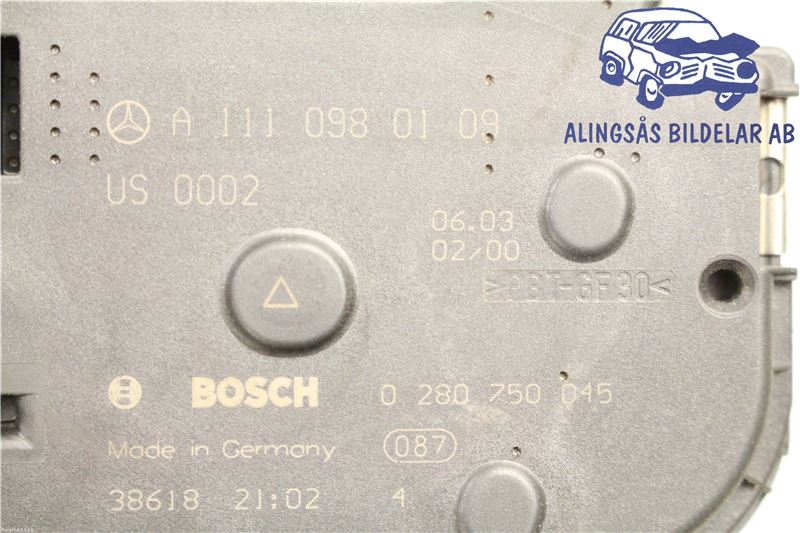 ALINGSÅS BILDELAR AB
A 111 098 01 09
US 0002
06.03
02/00
>PBT-GF30<
BOSCH 0 280 750 045
Made in Germany 087
38618 21:02 4